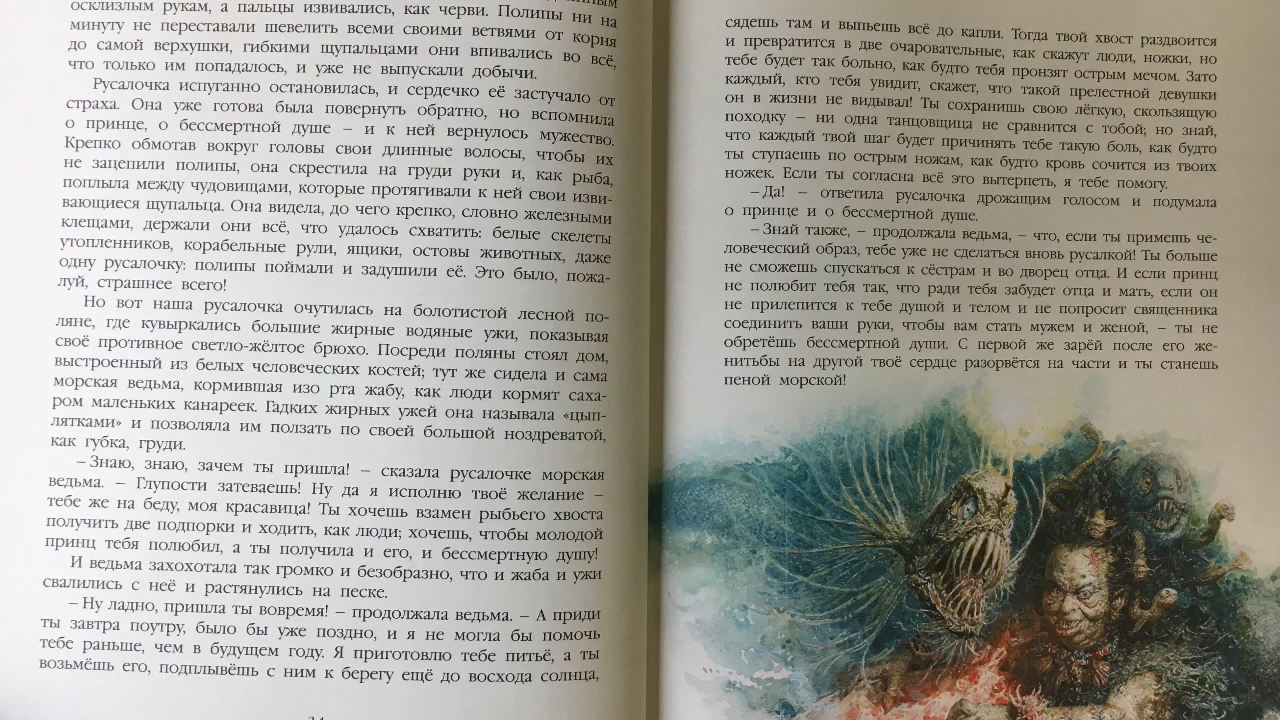 осклизлым рукам, а пальцы извивались, как черви. Полипы ни на
минуту не переставали шевелить всеми своими ветвями от корня
до самой верхушки, гибкими щупальцами они впивались во всё,
что только им попадалось, и уже не выпускали добычи.
Русалочка испуганно остановилась, и сердечко её застучало от
страха. Она уже готова была повернуть обратно, но вспомнила
о принце, о бессмертной душе – и к ней вернулось мужество.
Крепко обмотав вокруг головы свои длинные волосы, чтобы их
не зацепили полипы, она скрестила на груди руки и, как рыба,
поплыла между чудовищами, которые протягивали к ней свои изви-
вающиеся щупальца. Она видела, до чего крепко, словно железными
клещами, держали они всё, что удалось схватить: белые скелеты
утопленников, корабельные рули, ящики, остовы животных, даже
одну русалочку: полипы поймали и задушили её. Это было, пожа-
луй, страшнее всего!
Но вот наша русалочка очутилась на болотистой лесной по-
ляне, где кувыркались большие жирные водяные ужи, показывая
своё противное светло-жёлтое брюхо. Посреди поляны стоял дом,
выстроенный из белых человеческих костей; тут же сидела и сама
морская ведьма, кормившая изо рта жабу, как люди кормят саха-
ром маленьких канареек. Гадких жирных ужей она называла «цып-
лятками» и позволяла им ползать по своей большой ноздреватой,
как губка, груди.
– Знаю, знаю, зачем ты пришла! – сказала русалочке морская
ведьма. – Глупости затеваешь! Ну да я исполню твоё желание –
тебе же на беду, моя красавица! Ты хочешь взамен рыбьего хвоста
получить две подпорки и ходить, как люди; хочешь, чтобы молодой
принц тебя полюбил, а ты получила и его, и бессмертную душу!
И ведьма захохотала так громко и безобразно, что и жаба и ужи
свалились с неё и растянулись на песке.
– Ну ладно, пришла ты вовремя! – продолжала ведьма. – А приди
ты завтра поутру, было бы уже поздно, и я не могла бы помочь
тебе раньше, чем в будущем году. Я приготовлю тебе питьё, а ты
возьмёшь его, подплывёшь с ним к берегу ещё до восхода солнца,
сядешь там и выпьешь всё до капли. Тогда твой хвост раздвоится
и превратится в две очаровательные, как скажут люди, ножки, но
тебе будет так больно, как будто тебя пронзят острым мечом. Зато
каждый, кто тебя увидит, скажет, что такой прелестной девушки
он в жизни не видывал! Ты сохранишь свою лёгкую, скользящую
походку – ни одна танцовщица не сравнится с тобой; но знай,
что каждый твой шаг будет причинять тебе такую боль, как будто
ты ступаешь по острым ножам, как будто кровь сочится из твоих
ножек. Если ты согласна всё это вытерпеть, я тебе помогу.
– Да! – ответила русалочка дрожащим голосом и подумала
о принце и о бессмертной душе.
– Знай также, – продолжала ведьма, – что, если ты примешь че-
ловеческий образ, тебе уже не сделаться вновь русалкой! Ты больше
не сможешь спускаться к сёстрам и во дворец отца. И если принц
не полюбит тебя так, что ради тебя забудет отца и мать, если он
не прилепится к тебе душой и телом и не попросит священника
соединить ваши руки, чтобы вам стать мужем и женой, – ты не
обретёшь бессмертной души. С первой же зарёй после его же-
нитьбы на другой твоё сердце разорвётся на части и ты станешь
пеной морской!